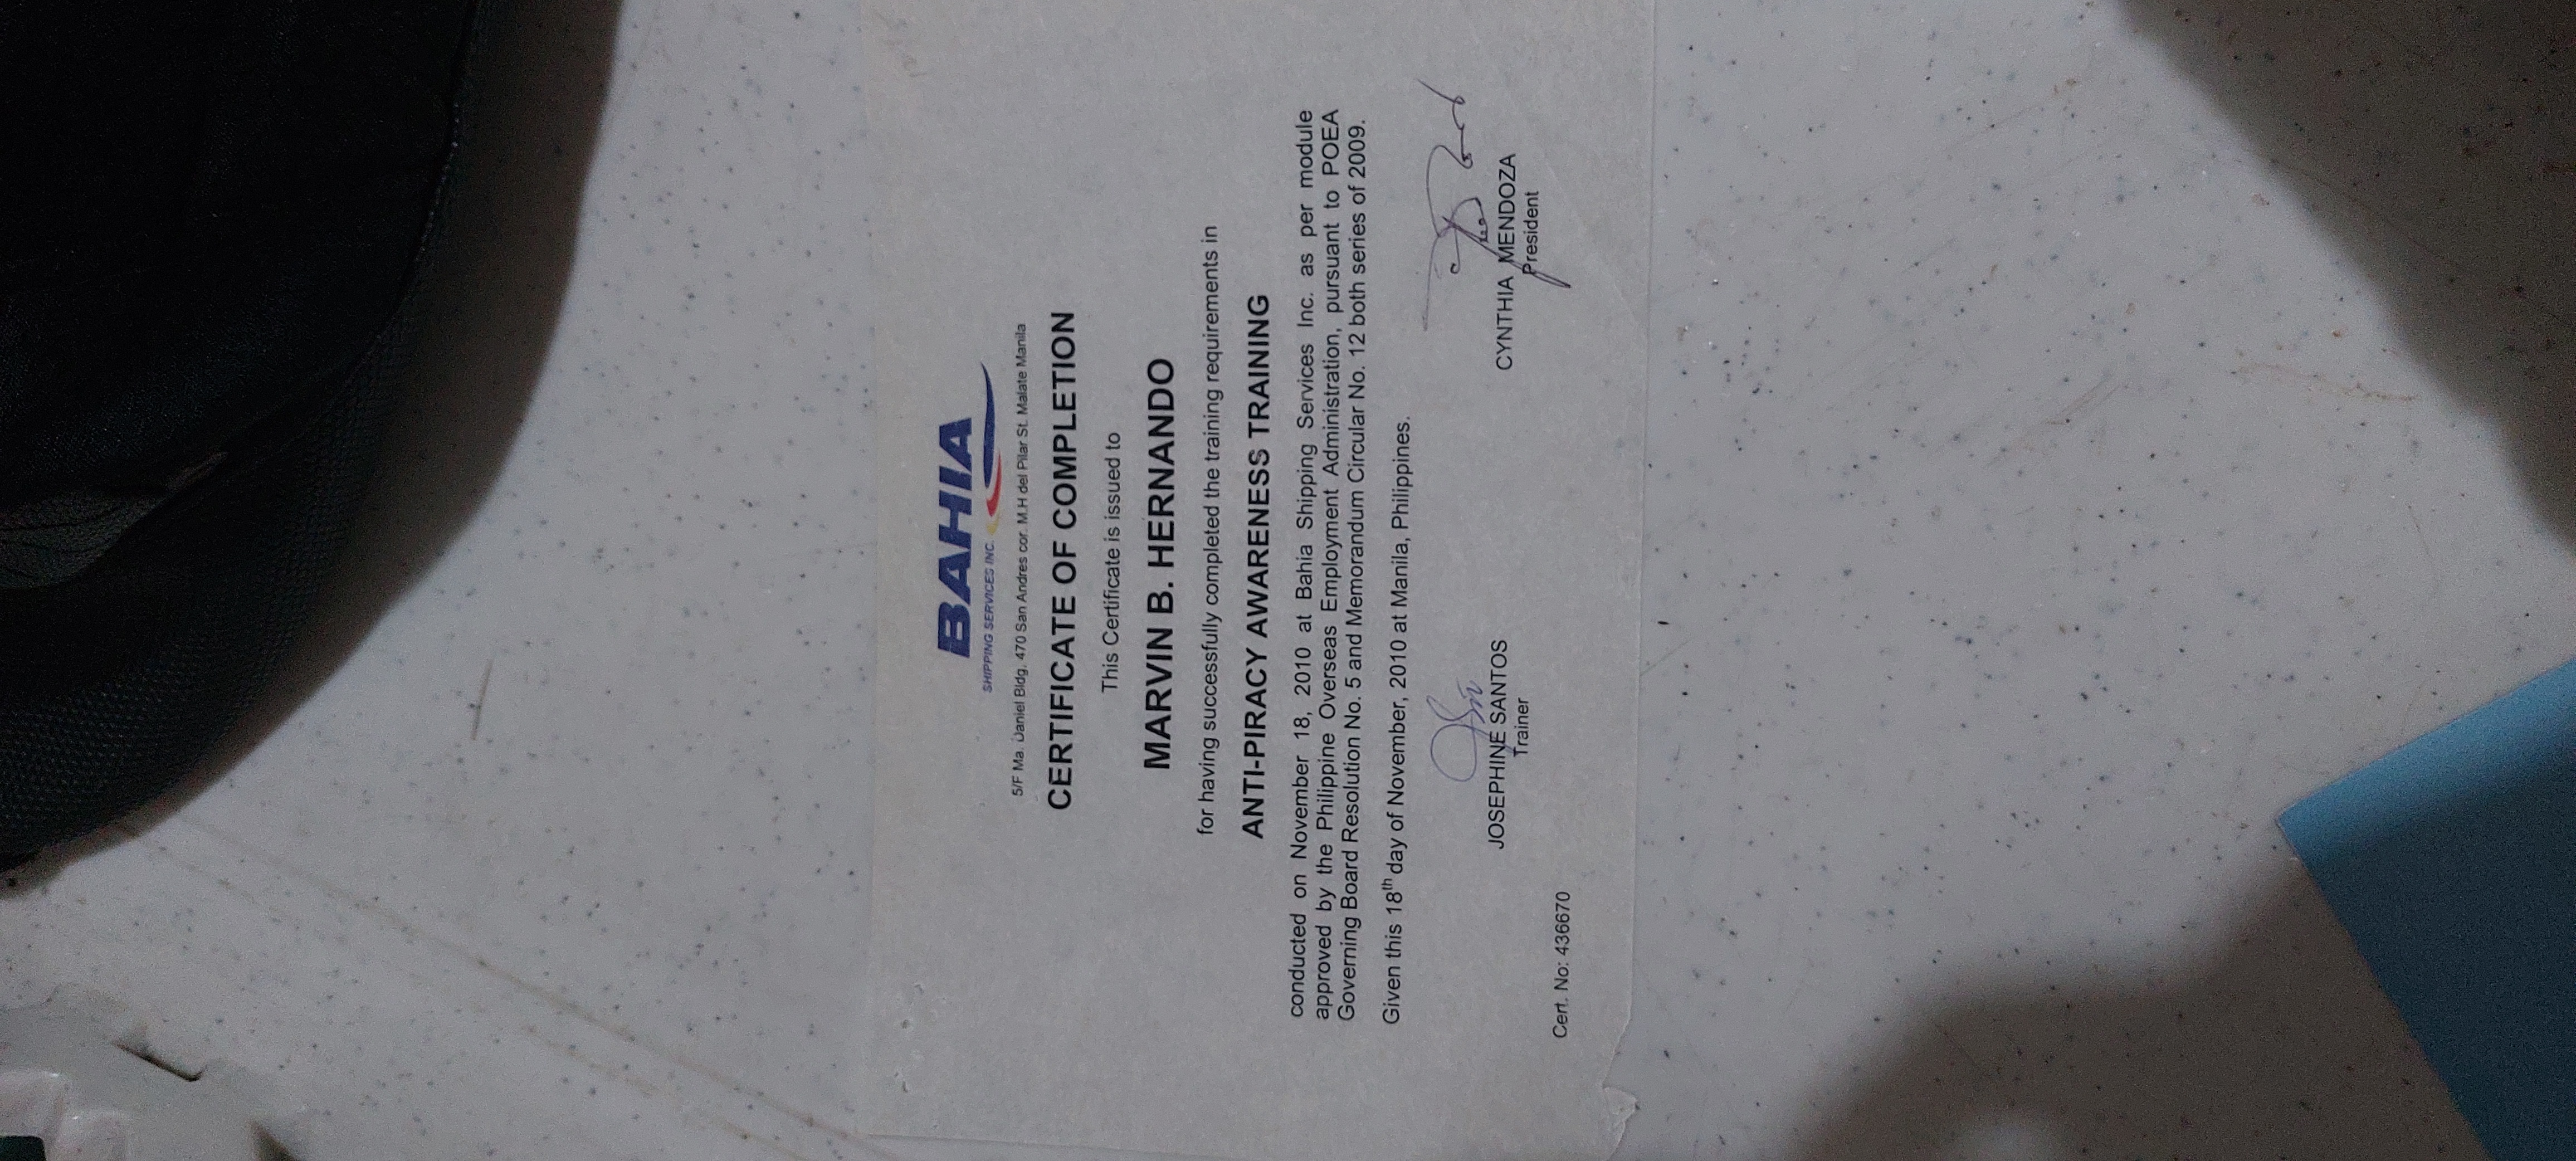 BAHIA
SHIPPING SERVICES INC.
5/F Ma. Daniel Bldg. 470 San Andres cor. M.H del Pilar St. Malate Manila
CERTIFICATE OF COMPLETION
This Certificate is issued to
MARVIN B. HERNANDO
for having successfully completed the training requirements in
ANTI-PIRACY AWARENESS TRAINING
conducted on November 18, 2010 at Bahia Shipping Services Inc. as per module
approved by the Philippine Overseas Employment Administration, pursuant to POEA
Governing Board Resolution No. 5 and Memorandum Circular No. 12 both series of 2009.
Given this 18th day of November, 2010 at Manila, Philippines.
JOSEPHINE SANTOS
Trainer
CYNTHIA MENDOZA
President
Cert. No: 436670